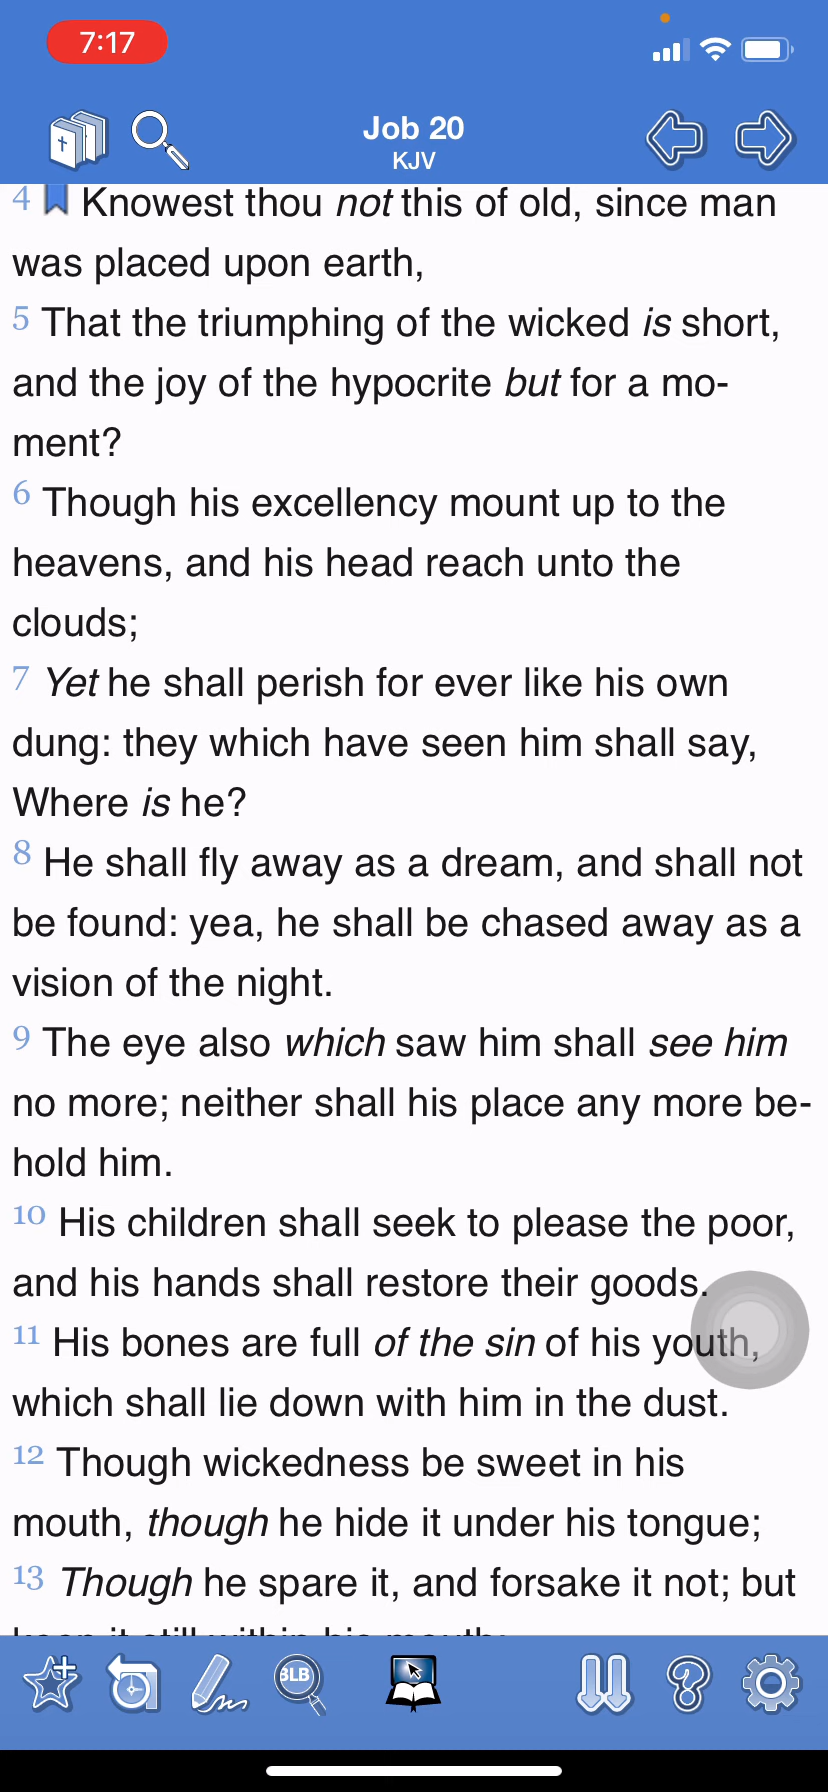 7:17
Job 20
KJV
4 Knowest thou not this of old, since man
was placed upon earth,
5 That the triumphing of the wicked is short,
and the joy of the hypocrite but for a mo-
ment?
6 Though his excellency mount up to the
heavens, and his head reach unto the
clouds;
7 Yet he shall perish for ever like his own
dung: they which have seen him shall say,
Where is he?
8 He shall fly away as a dream, and shall not
be found: yea, he shall be chased away as a
vision of the night.
9 The eye also which saw him shall see him
no more; neither shall his place any more be-
hold him.
10 His children shall seek to please the poor,
and his hands shall restore their goods.
11 His bones are full of the sin of his youth,
which shall lie down with him in the dust.
12 Though wickedness be sweet in his
mouth, though he hide it under his tongue;
13 Though he spare it, and forsake it not; but
keep it still within his mouth:
BLB